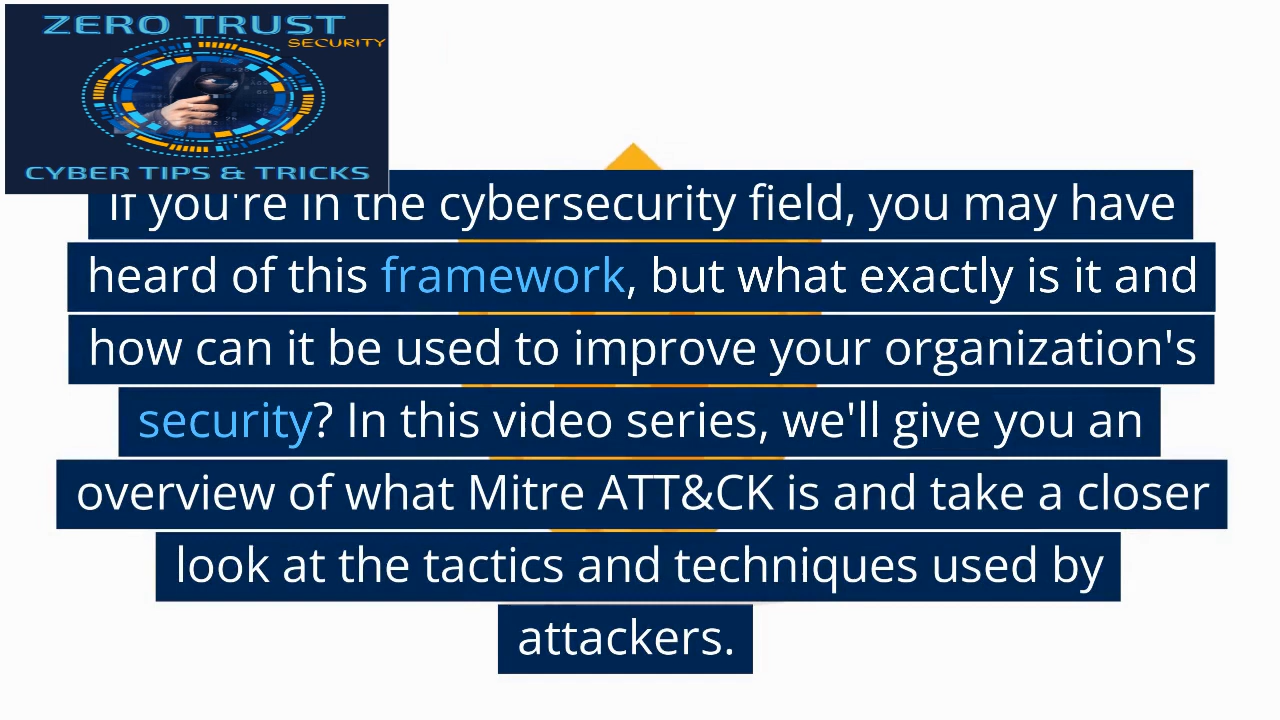 ZERO TRUST
SECURITY
CYBER TIPS & TRICKS
If you're in the cybersecurity field, you may have
heard of this framework, but what exactly is it and
how can it be used to improve your organization's
security? In this video series, we'll give you an
overview of what Mitre ATT&CK is and take a closer
look at the tactics and techniques used by
attackers.